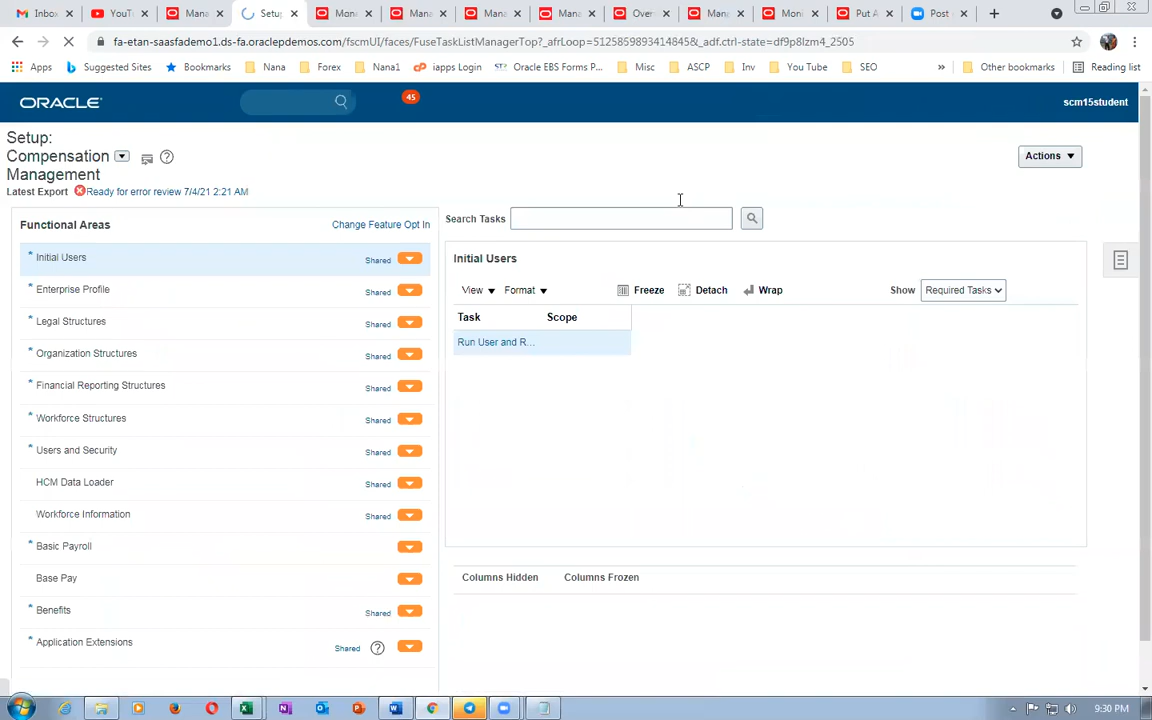 Inbox
YouT
Mana
Setu
Mana
Mana
Mana
Mana
Over
Mana
Moni
Put A
Post
fa-etan-saasfademo1.ds-fa.oraclepdemos.com/fscmUI/faces/FuseTaskListManagerTop?_afrLoop=5125859893414845&_adf.ctrl-state=df9p8lzm4_2505
Apps Suggested Sites Bookmarks Nana Forex Nana1 iapps Login Oracle EBS Forms P... Misc ASCP Inv You Tube SEO » Other bookmarks Reading list
ORACLE 45 scm15student
Setup:
Compensation
Management
Actions
Latest Export Ready for error review 7/4/21 2:21 AM
Functional Areas Change Feature Opt In
Search Tasks
* Initial Users Shared
* Enterprise Profile Shared
* Legal Structures Shared
* Organization Structures Shared
* Financial Reporting Structures Shared
* Workforce Structures Shared
* Users and Security Shared
HCM Data Loader Shared
Workforce Information Shared
* Basic Payroll
Base Pay
* Benefits Shared
* Application Extensions Shared
Initial Users
View Format Freeze Detach Wrap Show Required Tasks
Task Scope
Run User and R...
Columns Hidden Columns Frozen
9:30 PM